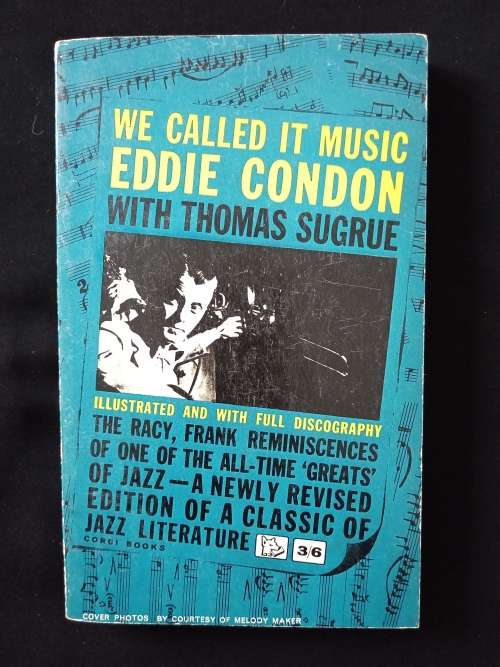 WE CALLED IT MUSIC
EDDIE CONDON
WITH THOMAS SUGRUE
ILLUSTRATED AND WITH FULL DISCOGRAPHY
THE RACY, FRANK REMINISCENCES
OF ONE OF THE ALL-TIME 'GREATS'
OF JAZZ—A NEWLY REVISED
EDITION OF A CLASSIC OF
JAZZ LITERATURE
3/6
CORGI BOOKS
COVER PHOTOS BY COURTESY OF MELODY MAKER